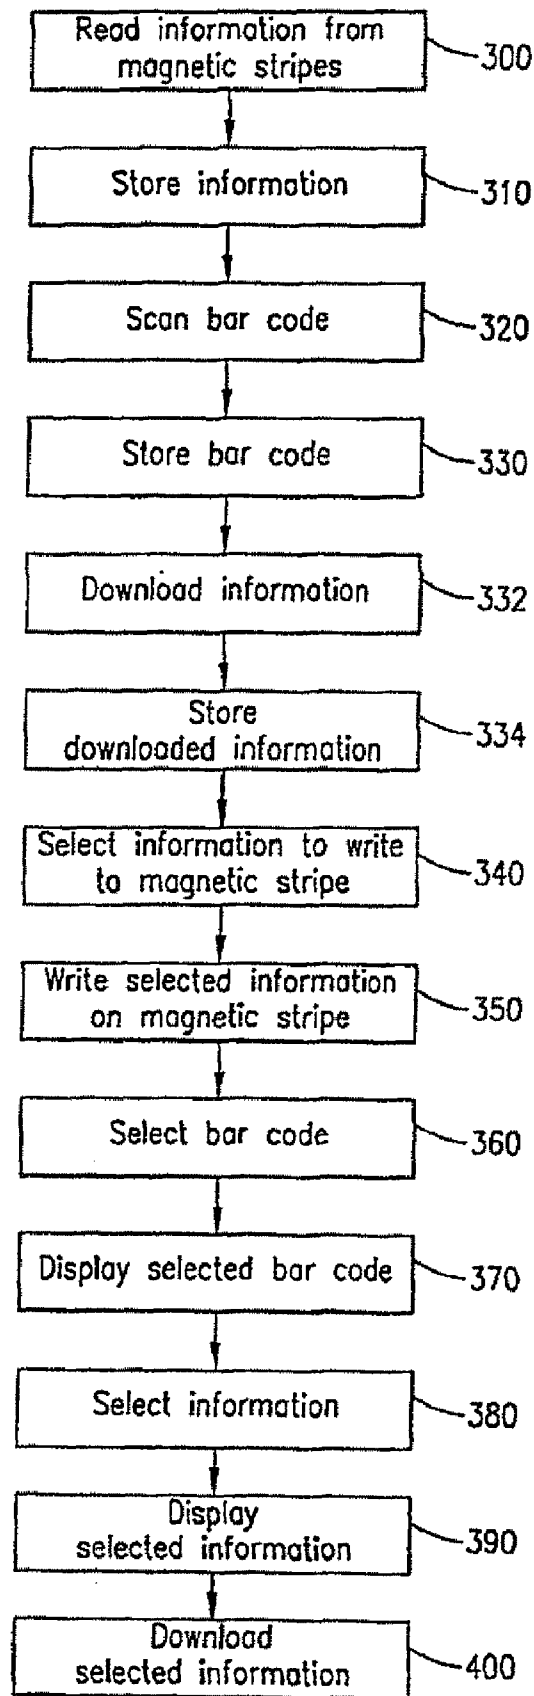 Read information from
magnetic stripes
300
Store information
310
Scan bar code
320
Store bar code
330
Download information
332
Store
downloaded information
334
Select information to write
to magnetic stripe
340
Write selected information
on magnetic stripe
350
Select bar code
360
Display selected bar code
370
Select information
380
Display
selected information
390
Download
selected information
400